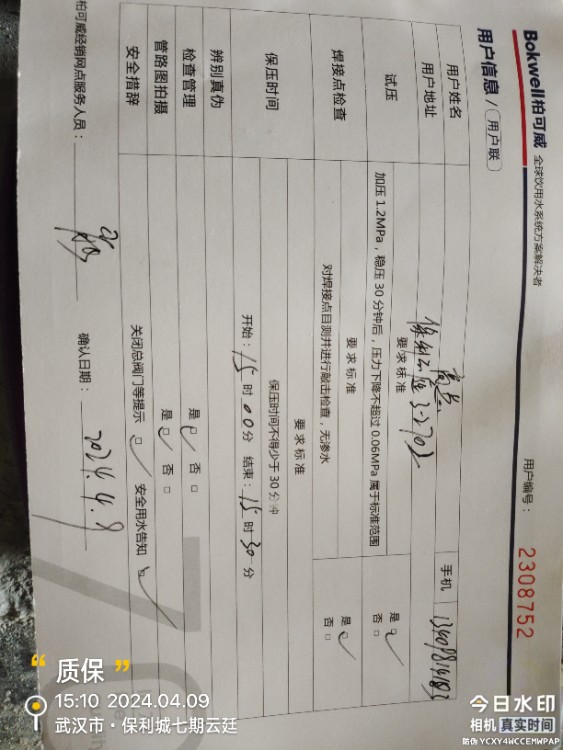 Bokwell柏可威 全球饮用水系统方案解决者
用户信息 / 用户联
用户编号：2308752
用户姓名
手机
用户地址 保利 3-2702
试压
要求标准
加压 1.2MPa，稳压 30 分钟后，压力下降不超过 0.06MPa 属于标准范围
是 否
焊接点检查
要求标准
对焊接点目测并进行敲击检查，无渗水
是 否
保压时间
要求标准
保压时间不得少于 30 分钟
开始：15 时 00 分 结束：15 时 30 分
辨别真伪
是 否
检查管理
是 否
管路图拍摄
安全措辞
关闭总阀门等提示 安全用水告知
柏可威经销网点服务人员：
确认日期：2024.4.9
质保
15:10 2024.04.09
武汉市·保利城七期云廷
今日水印
相机 真实时间
防伪 YCXY4WCCEMWPAP